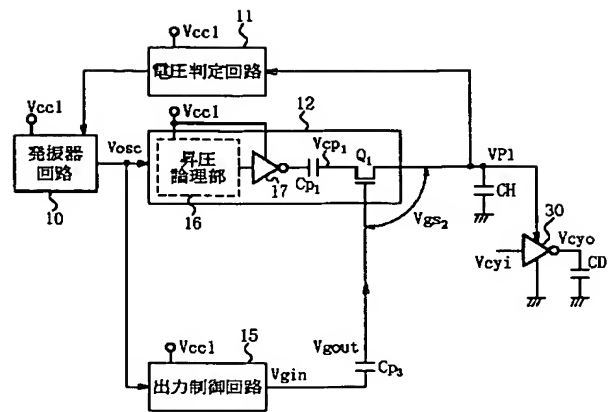 Vcc1
11
電圧判定回路
Vcc1
Vcc1
12
発振器
回路
Vosc
昇圧
論理部
Vcp1
Q1
VP1
17
Cp1
10
16
CH
Vgs2
30
Vcyi
Vcyo
CD
Vcc1
15
Vgout
出力制御回路
Vgin
Cp3